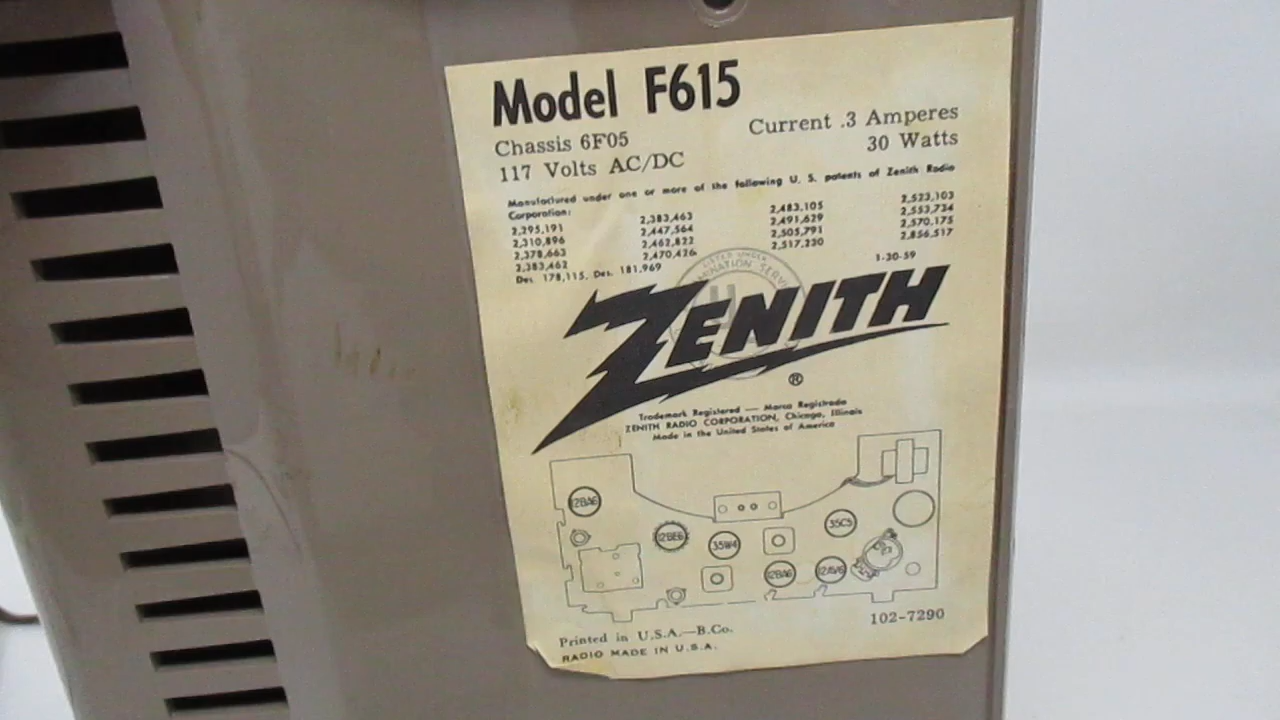 Model F615
Chassis 6F05
117 Volts AC/DC
Current .3 Amperes
30 Watts
Manufactured under one or more of the following U. S. patents of Zenith Radio
Corporation:
2,295,191
2,310,896
2,378,663
2,383,462
2,383,463
2,447,564
2,462,822
2,470,426
2,483,105
2,491,629
2,505,791
2,517,230
2,523,103
2,553,734
2,570,175
2,856,517
Des. 178,115, Des. 181,969
1-30-59
LISTED UNDER
ZENITH
®
Trademark Registered — Marca Registrada
ZENITH RADIO CORPORATION, Chicago, Illinois
Made in the United States of America
12BA6
12BE6
35W4
35C5
12BA6
12AV6
102-7290
Printed in U.S.A.—B.Co.
RADIO MADE IN U.S.A.